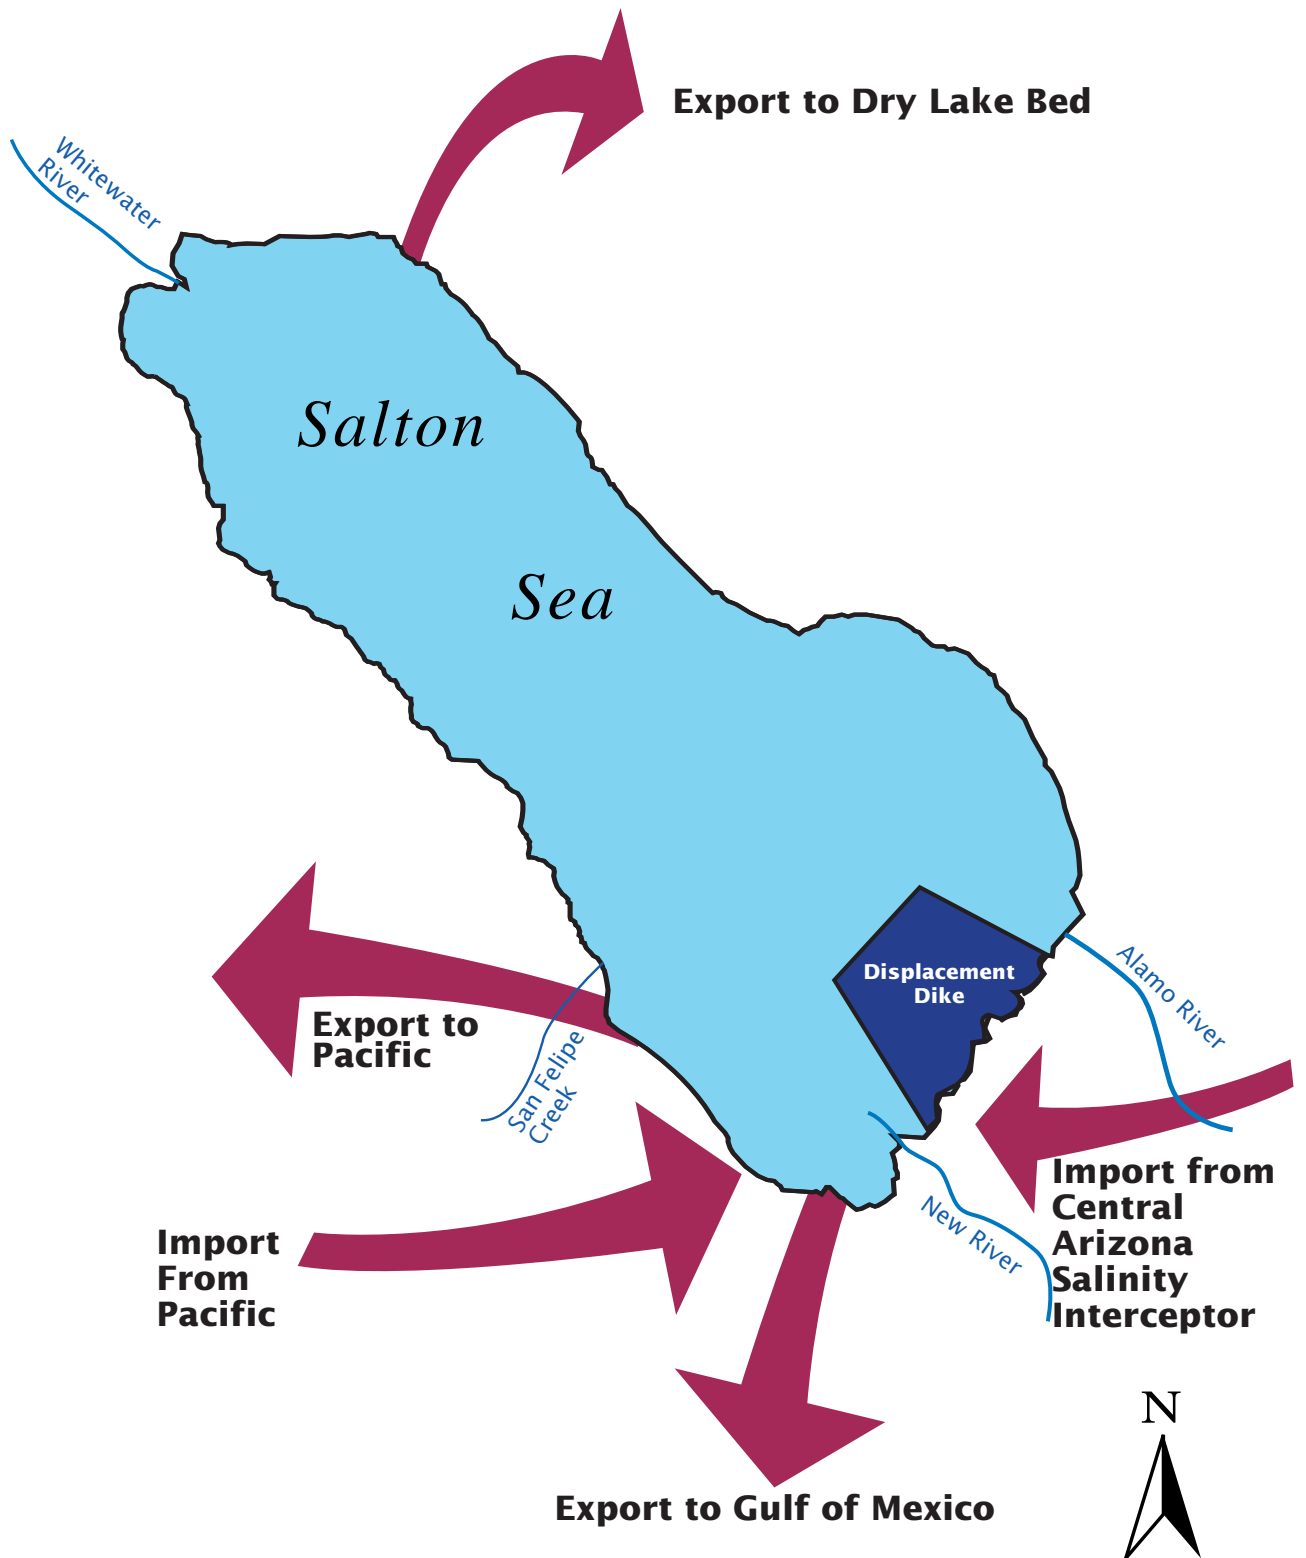 Export to Dry Lake Bed
Whitewater
River
Salton
Sea
Displacement
Dike
Alamo River
Export to
Pacific
San Felipe
Creek
Import from
Central
Arizona
Salinity
Interceptor
New River
Import
From
Pacific
N
Export to Gulf of Mexico